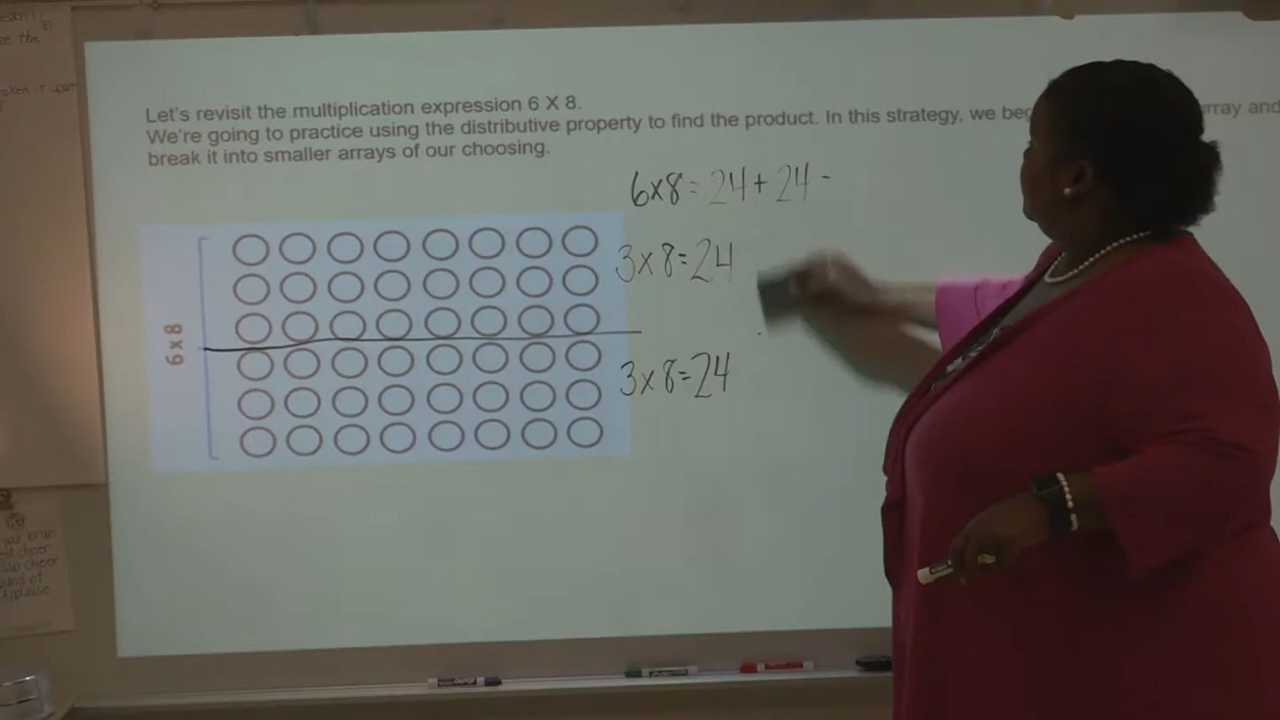 Let's revisit the multiplication expression 6 X 8.
We're going to practice using the distributive property to find the product. In this strategy, we beg rray and
break it into smaller arrays of our choosing.
6x8=24+24-
3x8=24
6 x 8
3x8=24